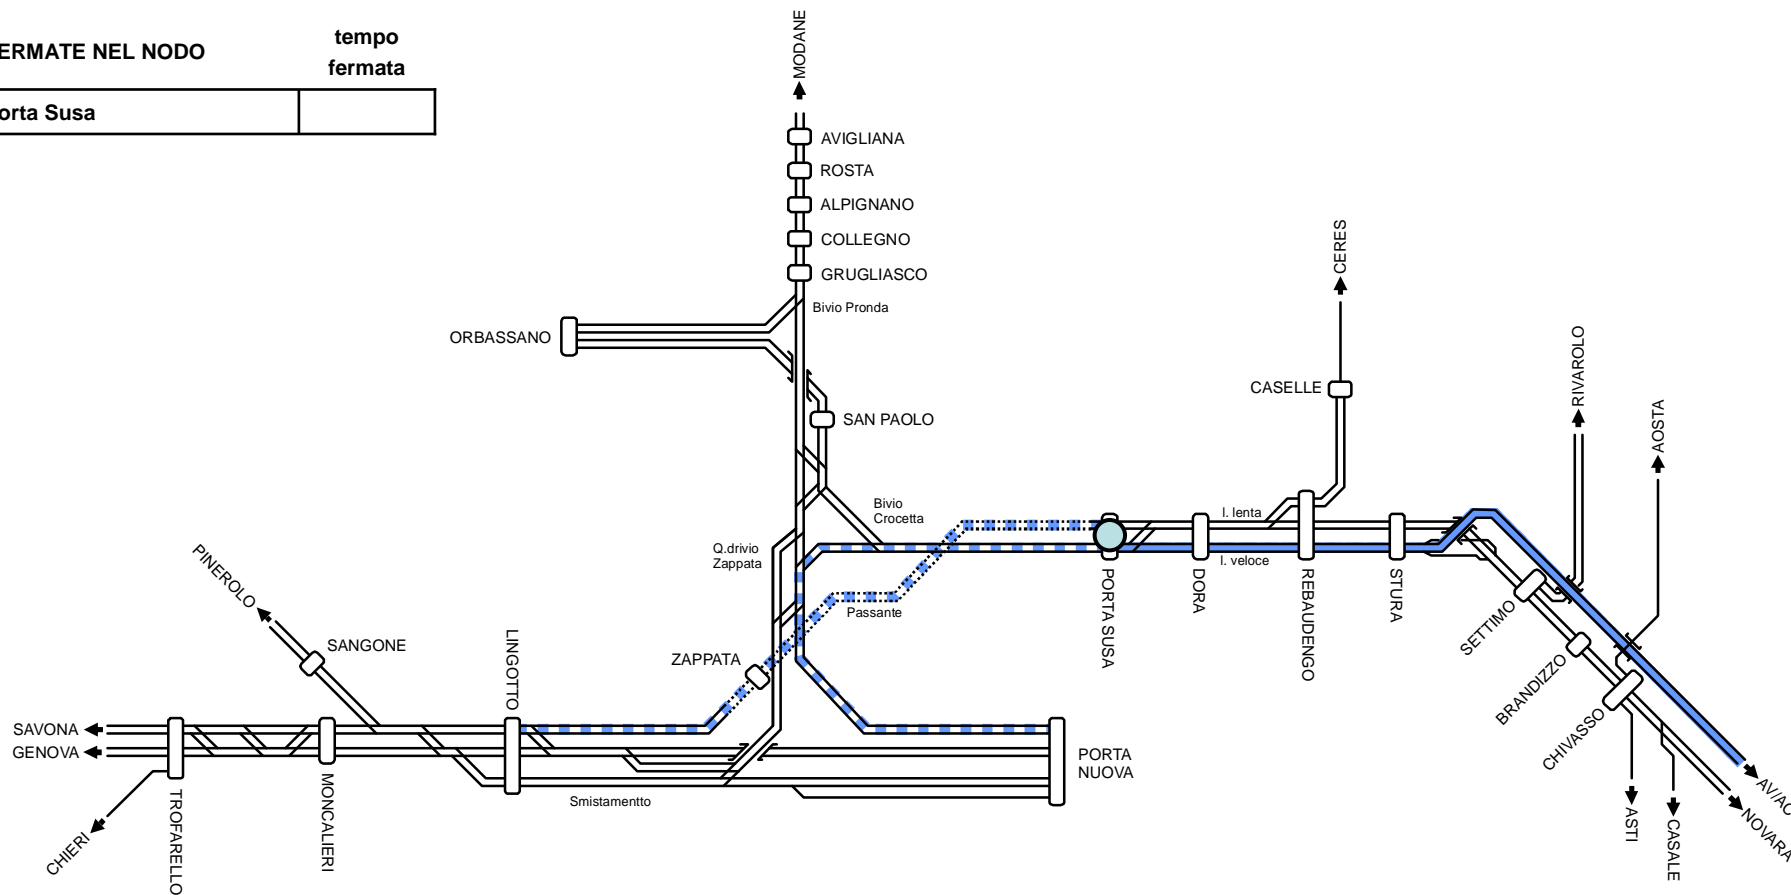 ERMATE NEL NODO
tempo
fermata
orta Susa
MODANE
AVIGLIANA
ROSTA
ALPIGNANO
COLLEGNO
GRUGLIASCO
Bivio Pronda
ORBASSANO
SAN PAOLO
CERES
CASELLE
RIVAROLO
AOSTA
Bivio
Crocetta
l. lenta
l. veloce
Q.drivio
Zappata
Passante
PORTA SUSA
DORA
REBAUDENGO
STURA
SETTIMO
BRANDIZZO
CHIVASSO
PINEROLO
SANGONE
LINGOTTO
ZAPPATA
SAVONA
GENOVA
CHIERI
TROFARELLO
MONCALIERI
Smistamentto
PORTA
NUOVA
ASTI
CASALE
AV/AC
NOVARA